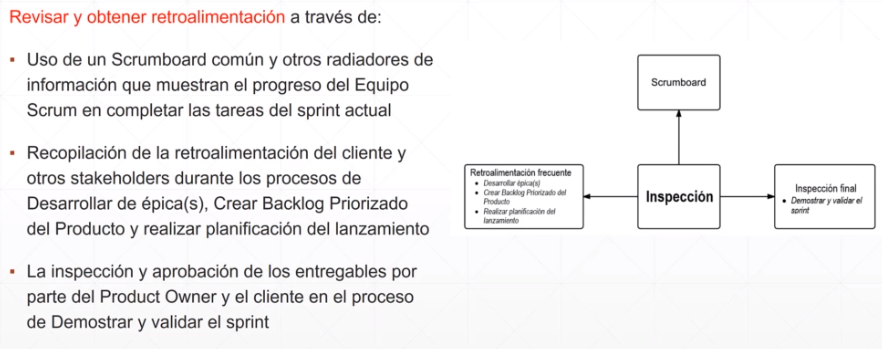 Revisar y obtener retroalimentación a través de:
▪ Uso de un Scrumboard común y otros radiadores de
información que muestran el progreso del Equipo
Scrum en completar las tareas del sprint actual
▪ Recopilación de la retroalimentación del cliente y
otros stakeholders durante los procesos de
Desarrollar de épica(s), Crear Backlog Priorizado
del Producto y realizar planificación del lanzamiento
▪ La inspección y aprobación de los entregables por
parte del Product Owner y el cliente en el proceso
de Demostrar y validar el sprint
Scrumboard
Retroalimentación frecuente
• Desarrollar épica(s)
• Crear Backlog Priorizado del
Producto
• Realizar planificación del
lanzamiento
Inspección
Inspección final
• Demostrar y validar el
sprint